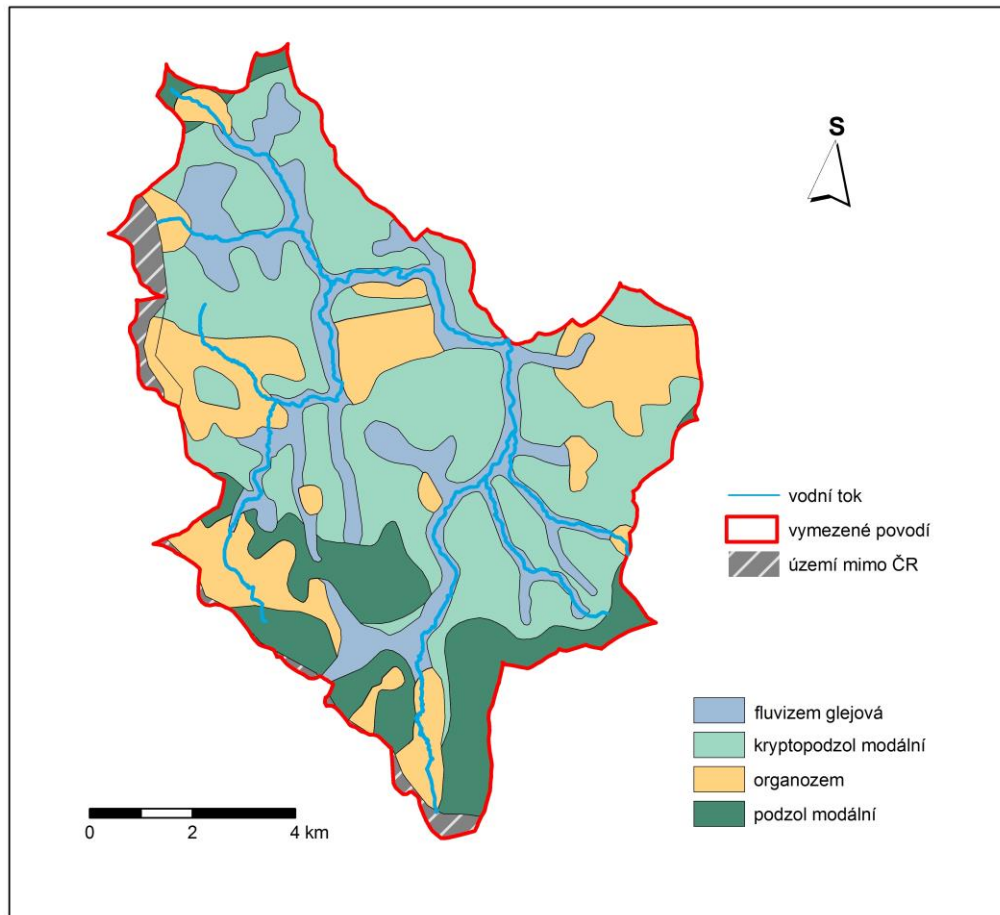 S
vodní tok
vymezené povodí
území mimo ČR
fluvizem glejová
kryptopodzol modální
organozem
podzol modální
0 2 4 km